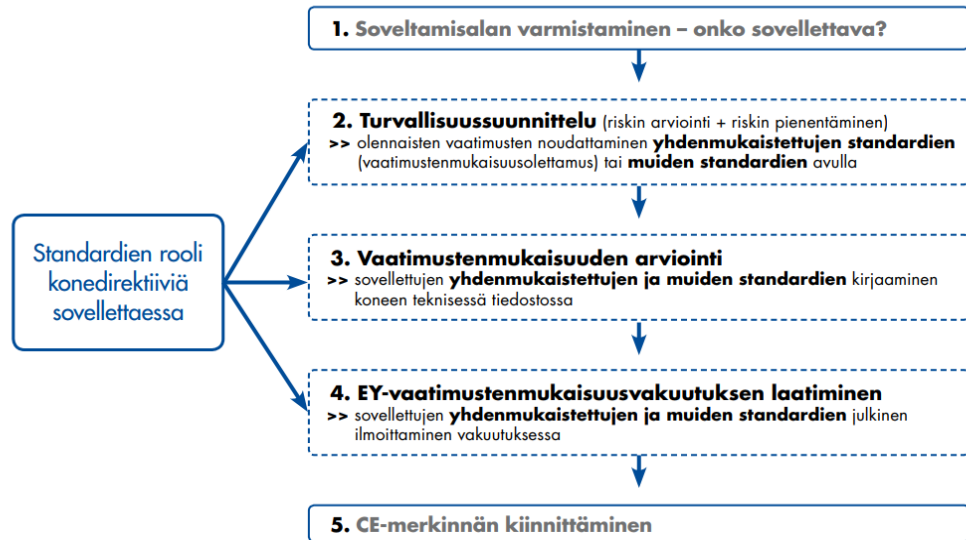 1. Soveltamisalan varmistaminen – onko sovellettava?
2. Turvallisuussuunnittelu (riskin arviointi + riskin pienentäminen)
>> olennaisten vaatimusten noudattaminen yhdenmukaistettujen standardien
(vaatimustenmukaisuusolettamus) tai muiden standardien avulla
Standardien rooli
konedirektiiviä
sovellettaessa
3. Vaatimustenmukaisuuden arviointi
>> sovellettujen yhdenmukaistettujen ja muiden standardien kirjaaminen
koneen teknisessä tiedostossa
4. EY-vaatimustenmukaisuusvakuutuksen laatiminen
>> sovellettujen yhdenmukaistettujen ja muiden standardien julkinen
ilmoittaminen vakuutuksessa
5. CE-merkinnän kiinnittäminen